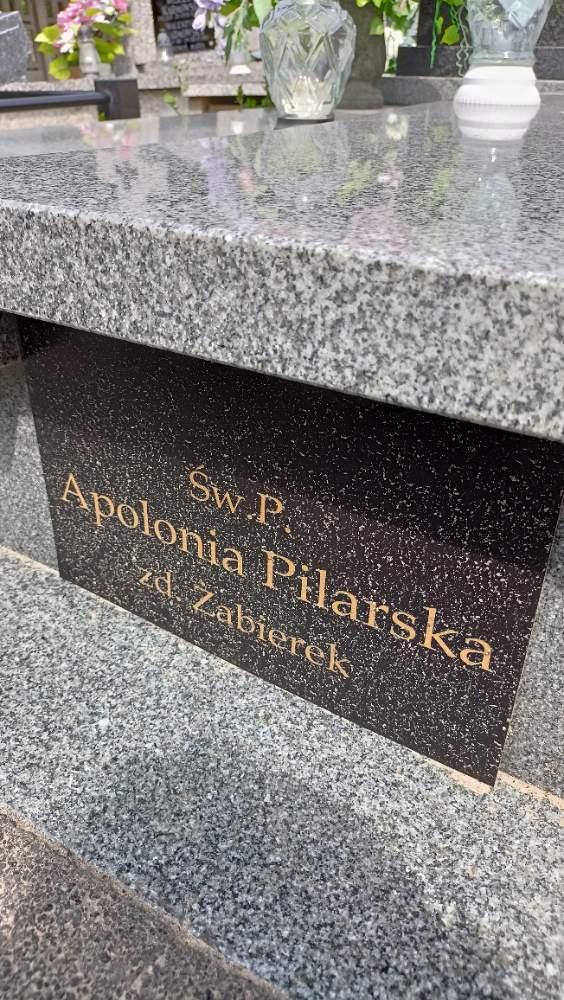 Św.P.
Apolonia Pilarska
zd. Żabierek